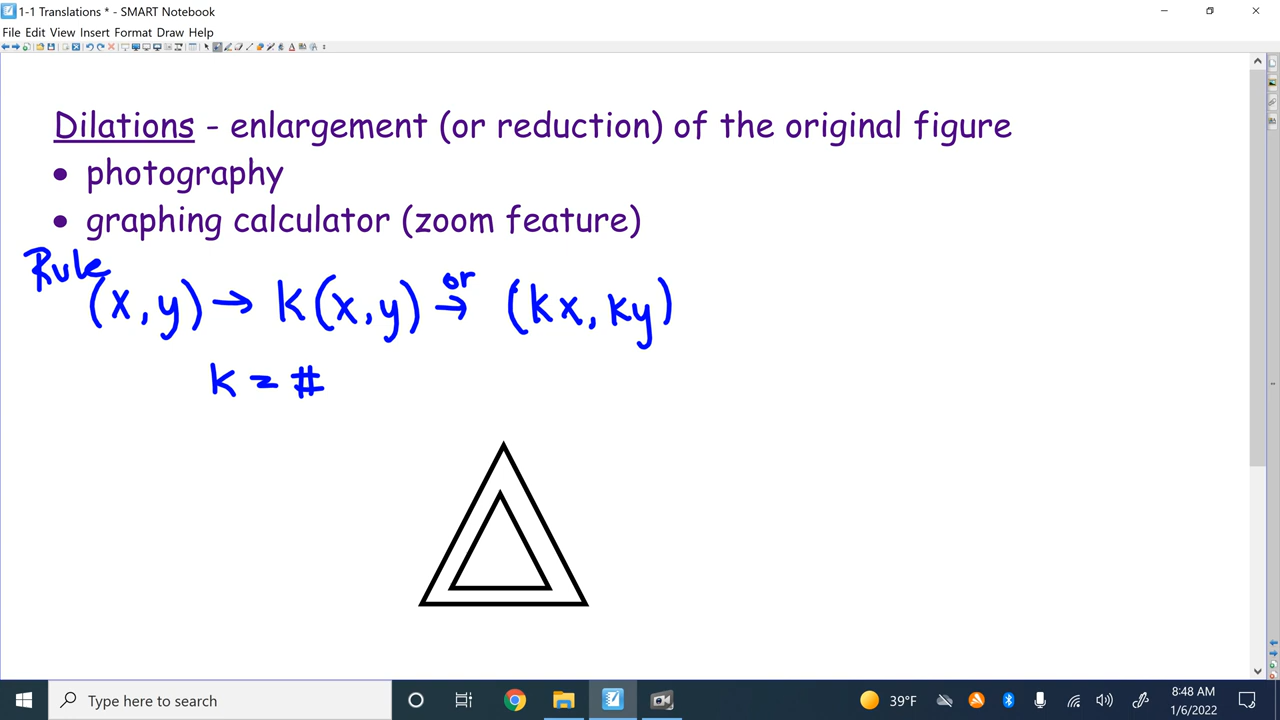 1-1 Translations * - SMART Notebook
File Edit View Insert Format Draw Help
Dilations - enlargement (or reduction) of the original figure
• photography
• graphing calculator (zoom feature)
Rule
(x, y) → k(x, y) or → (kx, ky)
k = #
Type here to search
39°F
8:48 AM
1/6/2022